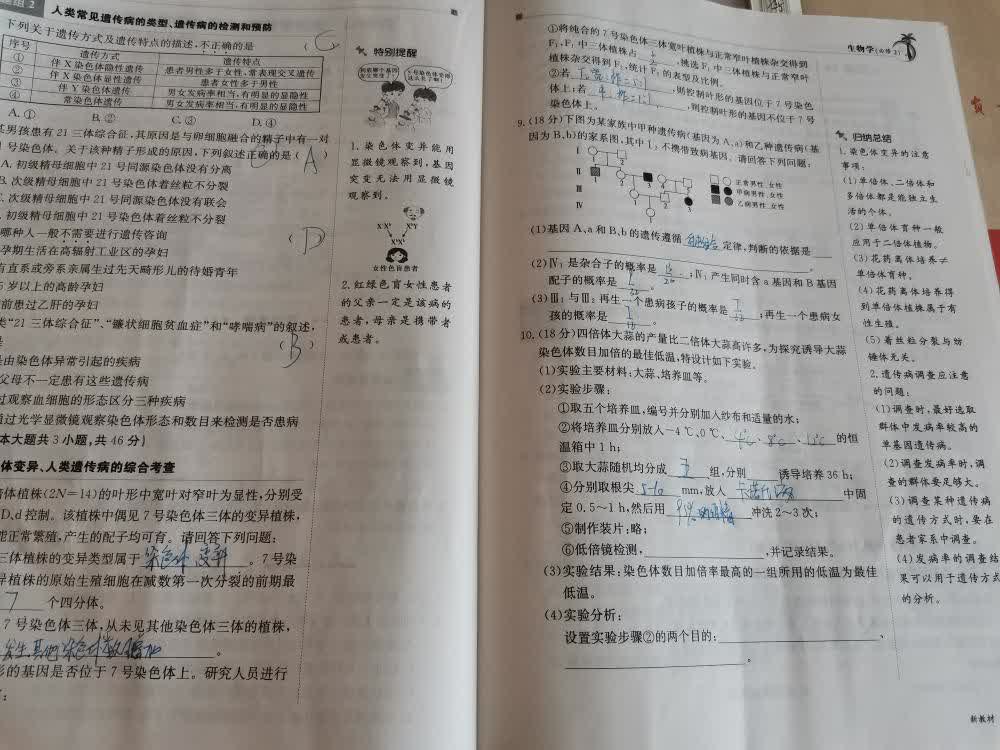 人类常见遗传病的类型、遗传病的检测和预防
下列关于遗传方式及遗传特点的描述,不正确的是 ( C
序号 遗传方式 遗传特点
① 伴X染色体隐性遗传 患者男性多于女性,常表现交叉遗传
② 伴X染色体显性遗传 患者女性多于男性
③ 伴Y染色体遗传 男女发病率相当,有明显的显隐性
④ 常染色体遗传 男女发病率相当,有明显的显隐性
A. ① B. ② C. ③ D. ④
某男孩患有21三体综合征,其原因是与卵细胞融合的精子中有一对
号染色体。关于该种精子形成的原因,下列叙述正确的是( A
A. 初级精母细胞中21号同源染色体没有分离
B. 次级精母细胞中21号染色体着丝粒不分裂
次级精母细胞中21号同源染色体没有联会
初级精母细胞中21号染色体着丝粒不分裂
哪种人一般不需要进行遗传咨询 ( D )
孕期生活在高辐射工业区的孕妇
有直系或旁系亲属生过先天畸形儿的待婚青年
5岁以上的高龄孕妇
前患过乙肝的孕妇
类“21三体综合征”、“镰状细胞贫血症”和“哮喘病”的叙述,
是 ( B )
是由染色体异常引起的疾病
父母不一定患有这些遗传病
过观察血细胞的形态区分三种疾病
通过光学显微镜观察染色体形态和数目来检测是否患病
本大题共3小题,共46分)
体变异、人类遗传病的综合考查
倍体植株(2N=14)的叶形中宽叶对窄叶为显性,分别受
D、d控制。该植株中偶见7号染色体三体的变异植株,
能正常繁殖,产生的配子均可育。请回答下列问题:
三体植株的变异类型属于 染色体变异 。7号染
异植株的原始生殖细胞在减数第一次分裂的前期最
7 个四分体。
7号染色体三体,从未见其他染色体三体的植株,
发生其他染色体数增加 。
形的基因是否位于7号染色体上。研究人员进行
:
特别提醒
1. 染色体变异能用
显微镜观察到,基因
突变无法用显微镜
观察到。
女性色盲患者
2. 红绿色盲女性患者
的父亲一定是该病的
患者,母亲是携带者
或患者。
生物学(必修2)
①将纯合的7号染色体三体宽叶植株与正常窄叶植株杂交得到
F₁,F₁中三体植株占 ,挑选F₁中三体植株与正常窄叶
植株杂交得到F₂,统计F₂的表型及比例。
②若 ,则控制叶形的基因位于7号染色
体上;若 ,则控制叶形的基因不位于7号
染色体上。
9. (18分)下图为某家族中甲种遗传病(基因为A、a)和乙种遗传病(基
因为B、b)的家系图,其中Ⅰ₂不携带致病基因。请回答下列问题:
Ⅰ
Ⅱ
Ⅲ
Ⅳ
正常男性、女性
甲病男性、女性
乙病男性、女性
(1)基因A、a和B、b的遗传遵循 自由组合 定律,判断的依据是
。
(2)Ⅳ₁是杂合子的概率是 ;Ⅳ₁产生同时含a基因和B基因
配子的概率是 。
(3)Ⅲ₁与Ⅲ₂再生一个患病孩子的概率是 ;再生一个患病女
孩的概率是 。
10. (18分)四倍体大蒜的产量比二倍体大蒜高许多,为探究诱导大蒜
染色体数目加倍的最佳低温,特设计如下实验。
(1)实验主要材料:大蒜、培养皿等。
(2)实验步骤:
①取五个培养皿,编号并分别加入纱布和适量的水;
②将培养皿分别放入-4℃、0℃、 4℃ 、 8℃ 、 12℃ 的恒
温箱中1 h;
③取大蒜随机均分成 5 组,分别 诱导培养36 h;
④分别取根尖 5-10 mm,放入 卡诺氏液 中固
定0.5~1 h,然后用 冲洗2~3次;
⑤制作装片:略;
⑥低倍镜检测, ,并记录结果。
(3)实验结果:染色体数目加倍率最高的一组所用的低温为最佳
低温。
(4)实验分析:
设置实验步骤②的两个目的: 、
。
归纳总结
1. 染色体变异的注意
事项:
(1)单倍体、二倍体和
多倍体都是能独立生
活的个体。
(2)单倍体育种一般
应用于二倍体植物。
(3)花药离体培养≠
单倍体育种。
(4)花药离体培养得
到单倍体植株属于有
性生殖。
(5)着丝粒分裂与纺
锤体无关。
2. 遗传病调查应注意
的问题:
(1)调查时,最好选取
群体中发病率较高的
单基因遗传病。
(2)调查发病率时,调
查的群体要足够大。
(3)调查某种遗传病
的遗传方式时,要在
患者家系中调查。
(4)发病率的调查结
果可以用于遗传方式
的分析。
新教材